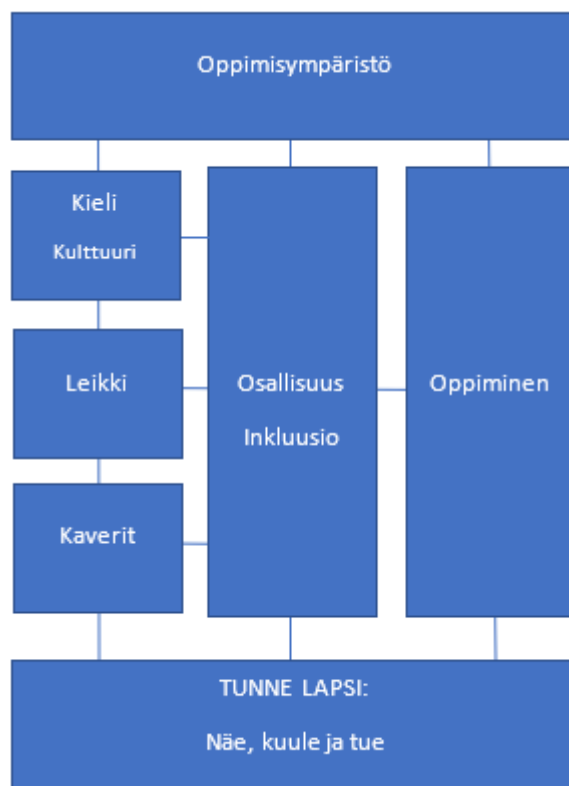 Oppimisympäristö
Kieli
Kulttuuri
Leikki
Kaverit
Osallisuus
Inkluusio
Oppiminen
TUNNE LAPSI:
Näe, kuule ja tue